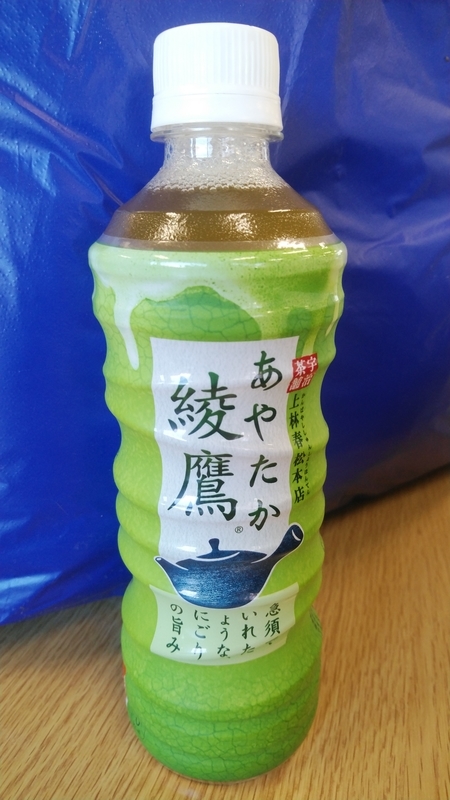 あやたか
綾鷹
®
宇治
茶師
上林春松本店
急須で
いれた
ような
にごり
の旨み